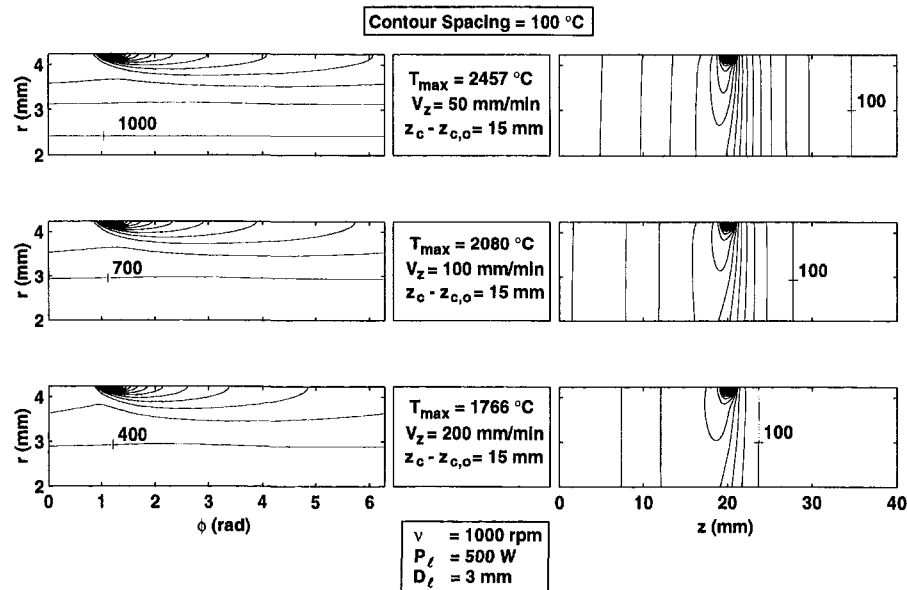 Contour Spacing = 100 °C
4
3
2
r (mm)
1000
T_max = 2457 °C
V_z = 50 mm/min
z_c - z_c,o = 15 mm
100
4
3
2
r (mm)
700
T_max = 2080 °C
V_z = 100 mm/min
z_c - z_c,o = 15 mm
100
4
3
2
r (mm)
400
T_max = 1766 °C
V_z = 200 mm/min
z_c - z_c,o = 15 mm
100
0 1 2 3 4 5 6
ϕ (rad)
0 10 20 30 40
z (mm)
ν = 1000 rpm
P_ℓ = 500 W
D_ℓ = 3 mm